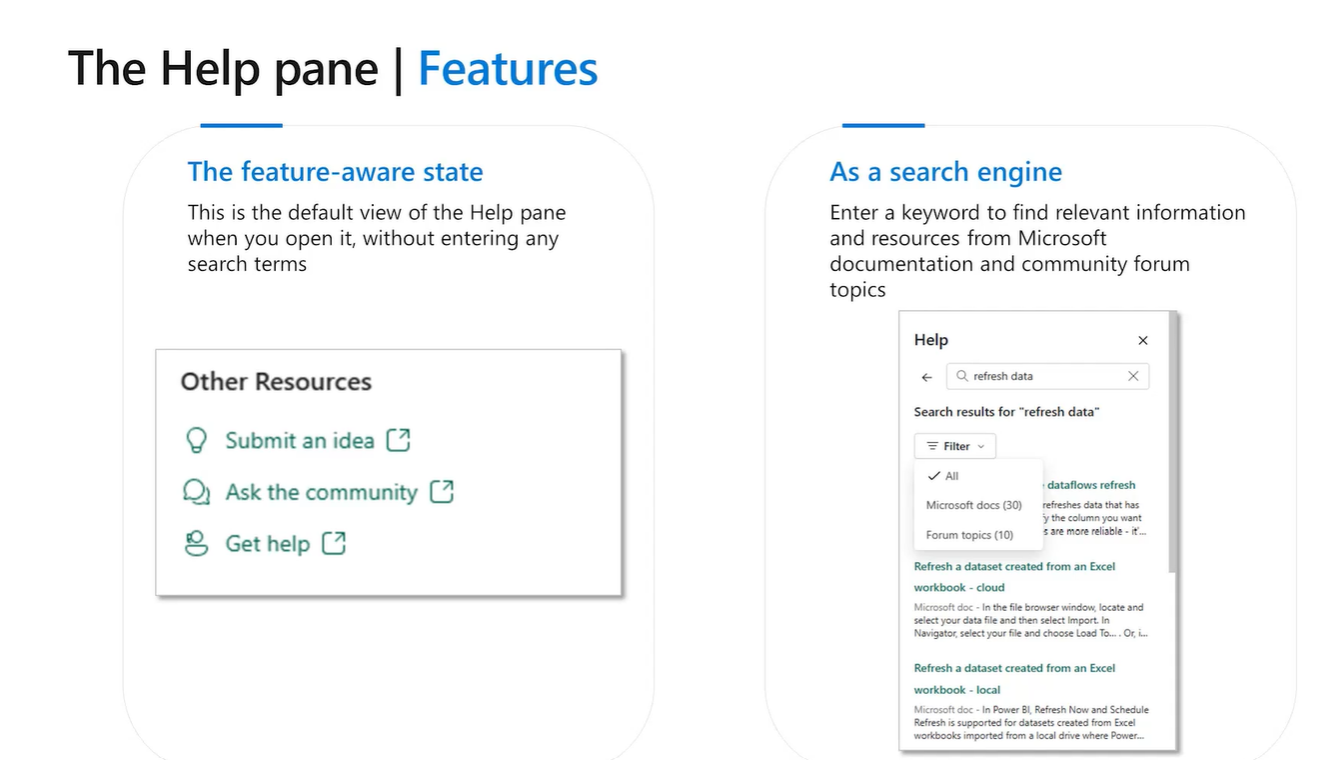 The Help pane | Features
The feature-aware state
This is the default view of the Help pane
when you open it, without entering any
search terms
Other Resources
Submit an idea
Ask the community
Get help
As a search engine
Enter a keyword to find relevant information
and resources from Microsoft
documentation and community forum
topics
Help
refresh data
Search results for "refresh data"
Filter
All
Microsoft docs (30)
Forum topics (10)
dataflows refresh
refreshes data that has
the column you want
are more reliable - it'...
Refresh a dataset created from an Excel
workbook - cloud
Microsoft doc - In the file browser window, locate and
select your data file and then select Import. In
Navigator, select your file and choose Load To... . Or, i...
Refresh a dataset created from an Excel
workbook - local
Microsoft doc - In Power BI, Refresh Now and Schedule
Refresh is supported for datasets created from Excel
workbooks imported from a local drive where Power...